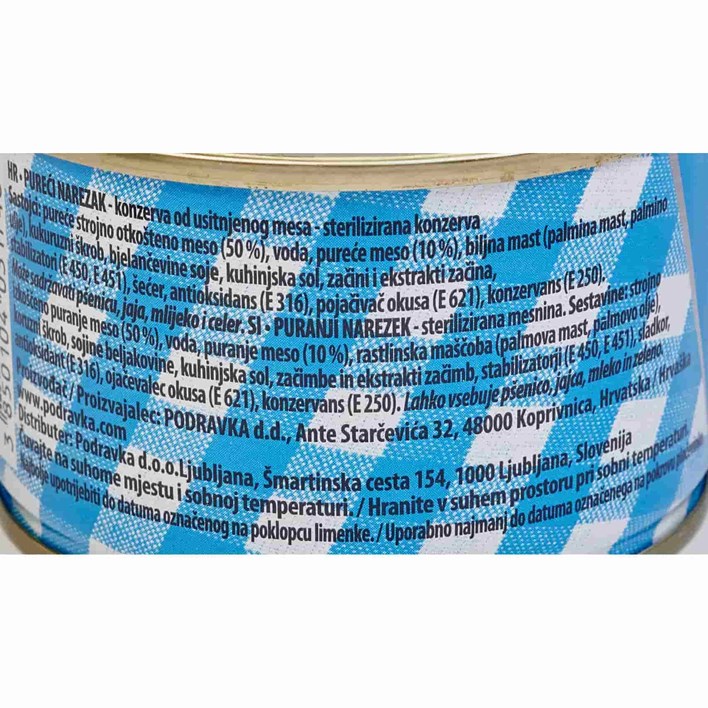 HR - PUREĆI NAREZAK - konzerva od usitnjenog mesa - sterilizirana konzerva
Sastojci: pureće strojno otkošteno meso (50%), voda, pureće meso (10%), biljna mast (palmina mast, palmino
ulje), kukuruzni škrob, bjelančevine soje, kuhinjska sol, začini i ekstrakti začina,
stabilizatori (E 450, E 451), šećer, antioksidans (E 316), pojačivač okusa (E 621), konzervans (E 250).
Može sadržavati pšenicu, jaja, mlijeko i celer. SI - PURANJI NAREZEK - sterilizirana mesnina. Sestavine: strojno
izkoščeno puranje meso (50%), voda, puranje meso (10%), rastlinska maščoba (palmova mast, palmovo olje),
koruzni škrob, sojine beljakovine, kuhinjska sol, začimbe in ekstrakti začimb, stabilizatorji (E 450, E 451), sladkor,
antioksidant (E 316), ojačevalec okusa (E 621), konzervans (E 250). Lahko vsebuje pšenico, jajca, mleko in zeleno.
Proizvođač / Proizvajalec: PODRAVKA d.d., Ante Starčevića 32, 48000 Koprivnica, Hrvatska / Hrvaška
www.podravka.com
Distributer: Podravka d.o.o. Ljubljana, Šmartinska cesta 154, 1000 Ljubljana, Slovenija
Čuvajte na suhome mjestu i sobnoj temperaturi. / Hranite v suhem prostoru pri sobni temperaturi.
Najbolje upotrijebiti do datuma označenog na poklopcu limenke. / Uporabno najmanj do datuma označenega na pokrovu